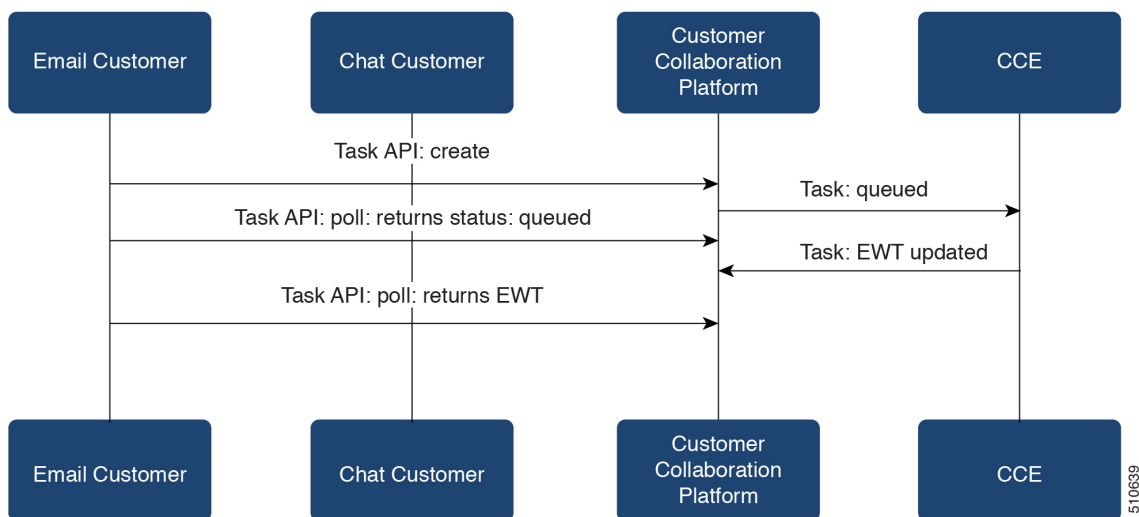 Email Customer
Chat Customer
Customer
Collaboration
Platform
CCE
Task API: create
Task: queued
Task API: poll: returns status: queued
Task: EWT updated
Task API: poll: returns EWT
Email Customer
Chat Customer
Customer
Collaboration
Platform
CCE
510639